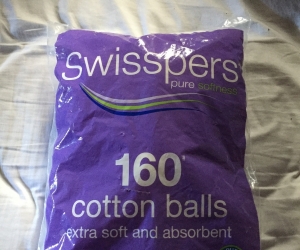 Swisspers
pure softness
160
cotton balls
extra soft and absorbent